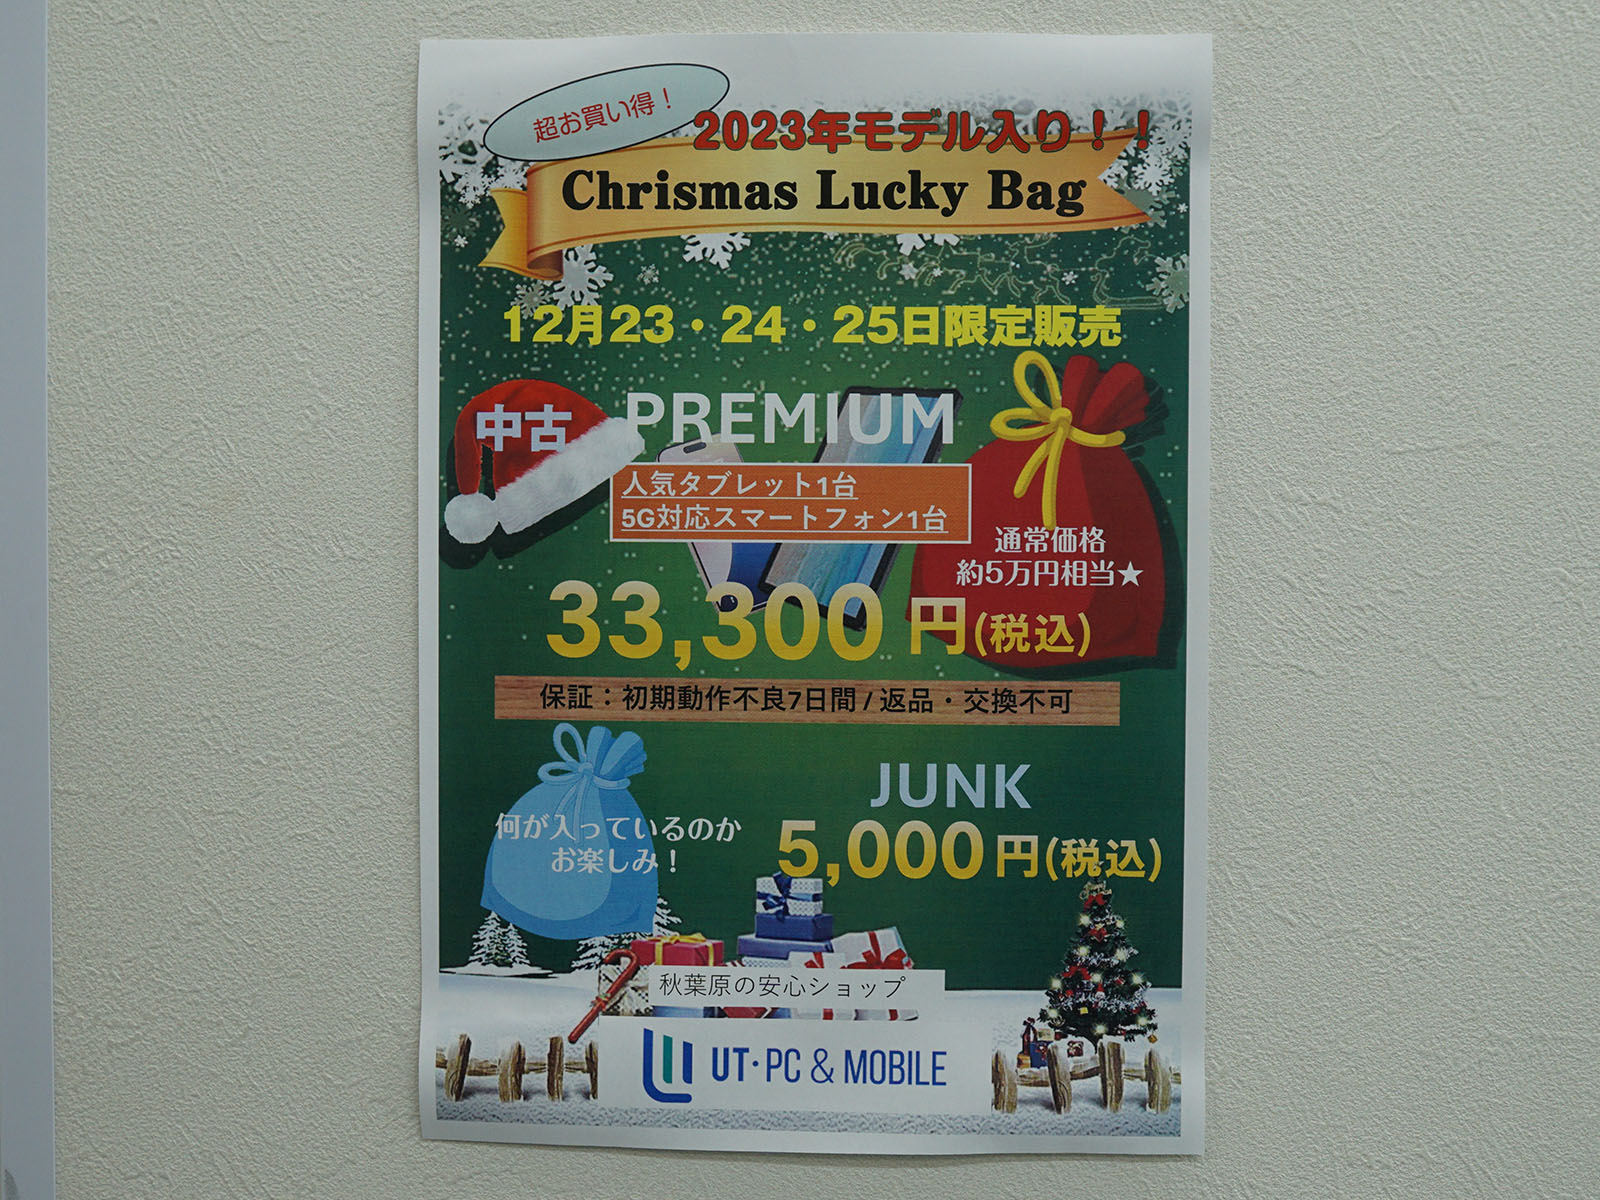 超お買い得！
2023年モデル入り！！
Chrismas Lucky Bag
12月23・24・25日限定販売
中古
PREMIUM
人気タブレット1台
5G対応スマートフォン1台
通常価格
約5万円相当★
33,300円(税込)
保証：初期動作不良7日間 / 返品・交換不可
JUNK
何が入っているのか
お楽しみ！
5,000円(税込)
秋葉原の安心ショップ
UT・PC & MOBILE